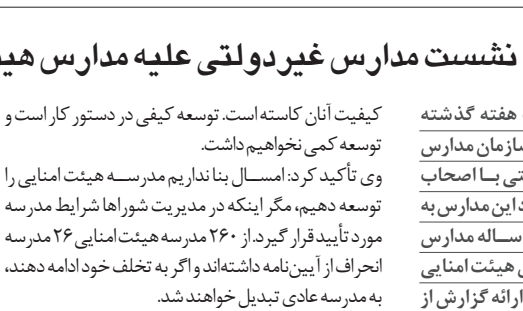 نشست مدارس غیردولتی علیه مدارس
هفته گذشته
سازمان مدارس
با اصحاب
این مدارس به
ساله مدارس
هیئت امنایی
ارائه گزارش از
کیفیت آنان کاسته است. توسعه کیفی در دستور کار است و
توسعه کمی نخواهیم داشت.
وی تأکید کرد: امسال بنا نداریم مدرسه هیئت امنایی را
توسعه دهیم، مگر اینکه در مدیریت شوراها شرایط مدرسه
مورد تأیید قرار گیرد. از ۲۶۰ مدرسه هیئت امنایی ۲۶ مدرسه
انحراف از آیین‌نامه داشته‌اند و اگر به تخلف خود ادامه دهند،
به مدرسه عادی تبدیل خواهند شد.